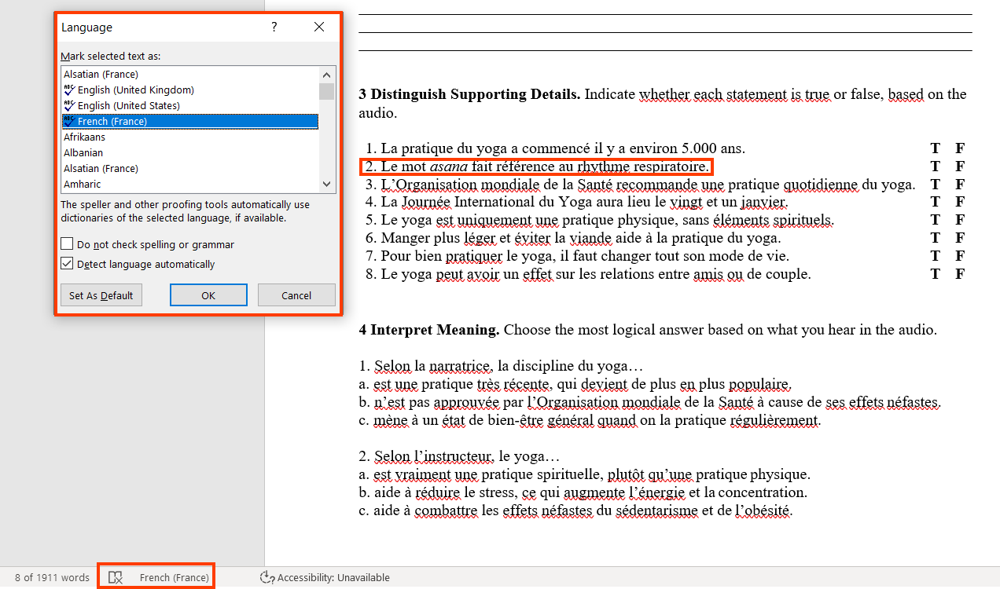 Language ?
Mark selected text as:
Alsatian (France)
English (United Kingdom)
English (United States)
French (France)
Afrikaans
Albanian
Alsatian (France)
Amharic
The speller and other proofing tools automatically use
dictionaries of the selected language, if available.
Do not check spelling or grammar
Detect language automatically
Set As Default OK Cancel
3 Distinguish Supporting Details. Indicate whether each statement is true or false, based on the
audio.
1. La pratique du yoga a commencé il y a environ 5.000 ans. T F
2. Le mot asana fait référence au rhythme respiratoire. T F
3. L’Organisation mondiale de la Santé recommande une pratique quotidienne du yoga. T F
4. La Journée International du Yoga aura lieu le vingt et un janvier. T F
5. Le yoga est uniquement une pratique physique, sans éléments spirituels. T F
6. Manger plus léger et éviter la viande aide à la pratique du yoga. T F
7. Pour bien pratiquer le yoga, il faut changer tout son mode de vie. T F
8. Le yoga peut avoir un effet sur les relations entre amis ou de couple. T F
4 Interpret Meaning. Choose the most logical answer based on what you hear in the audio.
1. Selon la narratrice, la discipline du yoga…
a. est une pratique très récente, qui devient de plus en plus populaire.
b. n’est pas approuvée par l’Organisation mondiale de la Santé à cause de ses effets néfastes.
c. mène à un état de bien-être général quand on la pratique régulièrement.
2. Selon l’instructeur, le yoga…
a. est vraiment une pratique spirituelle, plutôt qu’une pratique physique.
b. aide à réduire le stress, ce qui augmente l’énergie et la concentration.
c. aide à combattre les effets néfastes du sédentarisme et de l’obésité.
8 of 1911 words French (France) Accessibility: Unavailable